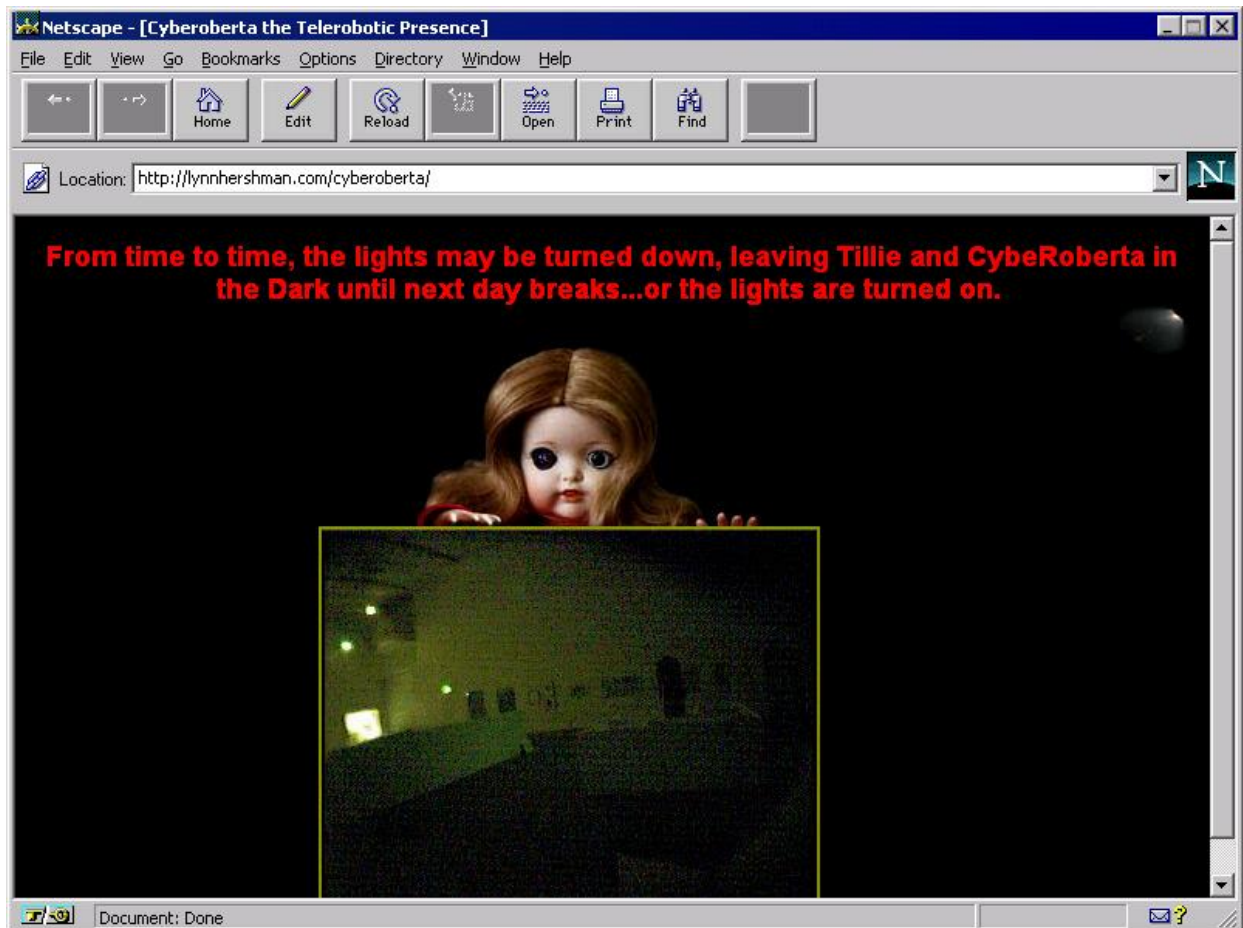 Netscape - [Cyberoberta the Telerobotic Presence]
File Edit View Go Bookmarks Options Directory Window Help
Home Edit Reload Open Print Find
Location: http://lynnhershman.com/cyberoberta/
N
From time to time, the lights may be turned down, leaving Tillie and CybeRoberta in
the Dark until next day breaks...or the lights are turned on.
Document: Done